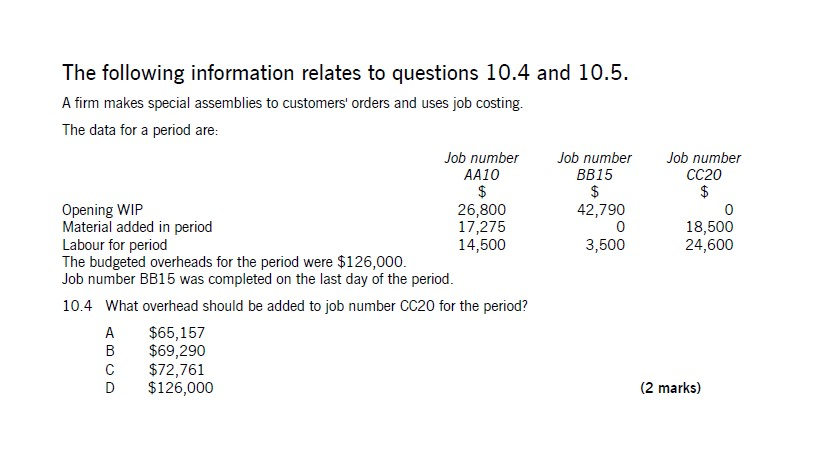 The following information relates to questions 10.4 and 10.5.
A firm makes special assemblies to customers' orders and uses job costing.
The data for a period are:
Job number Job number Job number
AA10 BB15 CC20
$ $ $
Opening WIP 26,800 42,790 0
Material added in period 17,275 0 18,500
Labour for period 14,500 3,500 24,600
The budgeted overheads for the period were $126,000.
Job number BB15 was completed on the last day of the period.
10.4 What overhead should be added to job number CC20 for the period?
A $65,157
B $69,290
C $72,761
D $126,000 (2 marks)